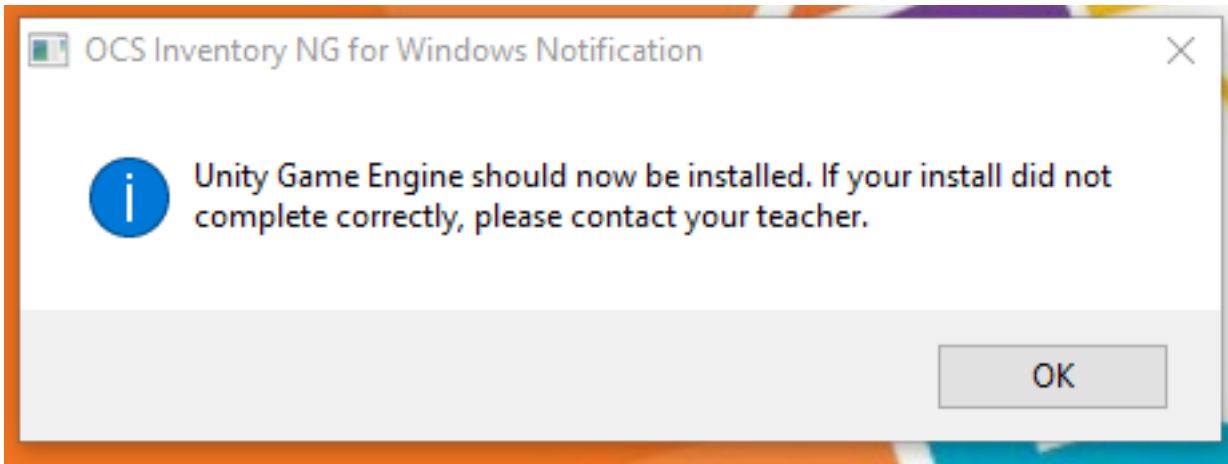 OCS Inventory NG for Windows Notification
Unity Game Engine should now be installed. If your install did not
complete correctly, please contact your teacher.
OK